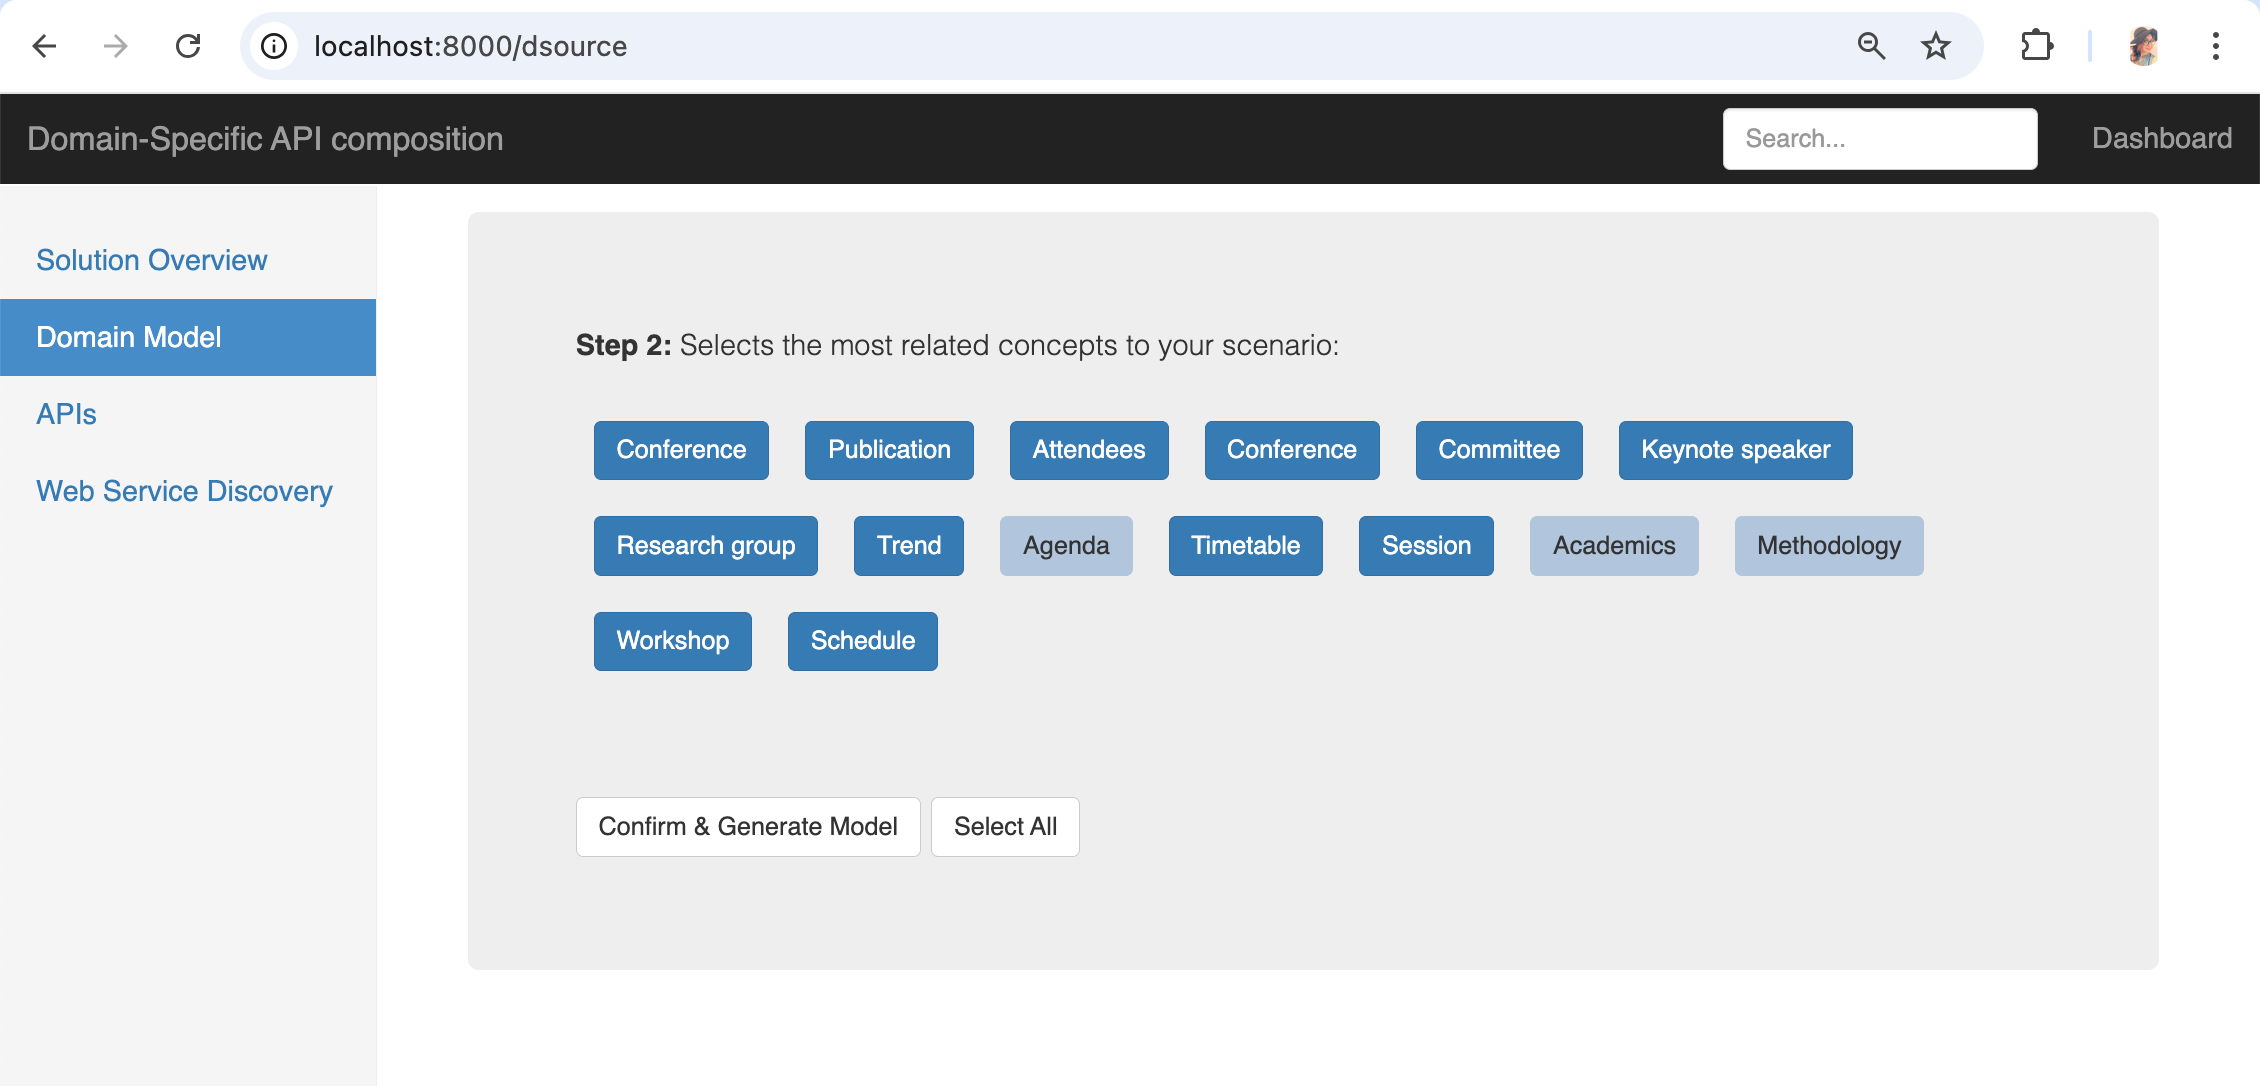 localhost:8000/dsource
Domain-Specific API composition
Search...
Dashboard
Solution Overview
Domain Model
APIs
Web Service Discovery
Step 2: Selects the most related concepts to your scenario:
Conference Publication Attendees Conference Committee Keynote speaker
Research group Trend Agenda Timetable Session Academics Methodology
Workshop Schedule
Confirm & Generate Model Select All